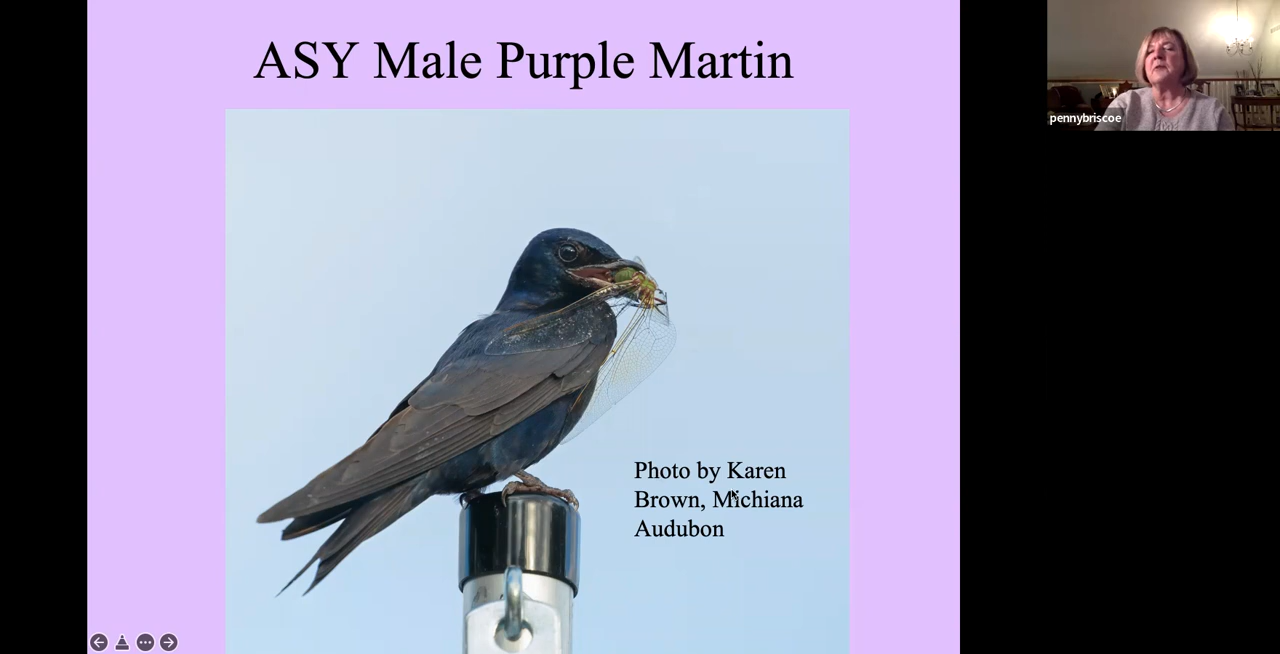 ASY Male Purple Martin
pennybriscoe
Photo by Karen
Brown, Michiana
Audubon